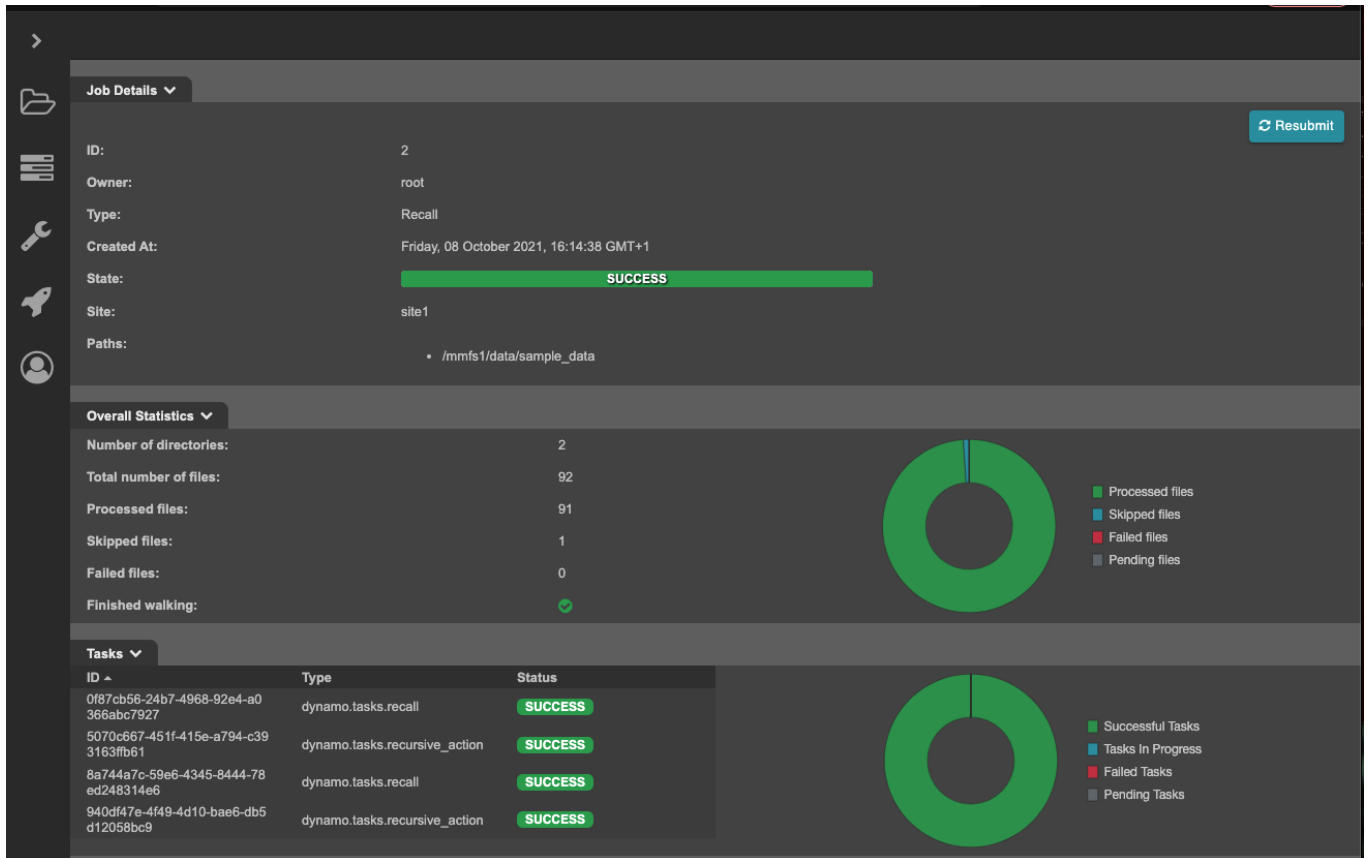 Job Details
Resubmit
ID: 2
Owner: root
Type: Recall
Created At: Friday, 08 October 2021, 16:14:38 GMT+1
State: SUCCESS
Site: site1
Paths:
• /mmfs1/data/sample_data
Overall Statistics
Number of directories: 2
Total number of files: 92
Processed files: 91
Skipped files: 1
Failed files: 0
Finished walking:
Processed files
Skipped files
Failed files
Pending files
Tasks
ID Type Status
0f87cb56-24b7-4968-92e4-a0
366abc7927
dynamo.tasks.recall SUCCESS
5070c667-451f-415e-a794-c39
3163ffb61
dynamo.tasks.recursive_action SUCCESS
8a744a7c-59e6-4345-8444-78
ed248314e6
dynamo.tasks.recall SUCCESS
940df47e-4f49-4d10-bae6-db5
d12058bc9
dynamo.tasks.recursive_action SUCCESS
Successful Tasks
Tasks In Progress
Failed Tasks
Pending Tasks